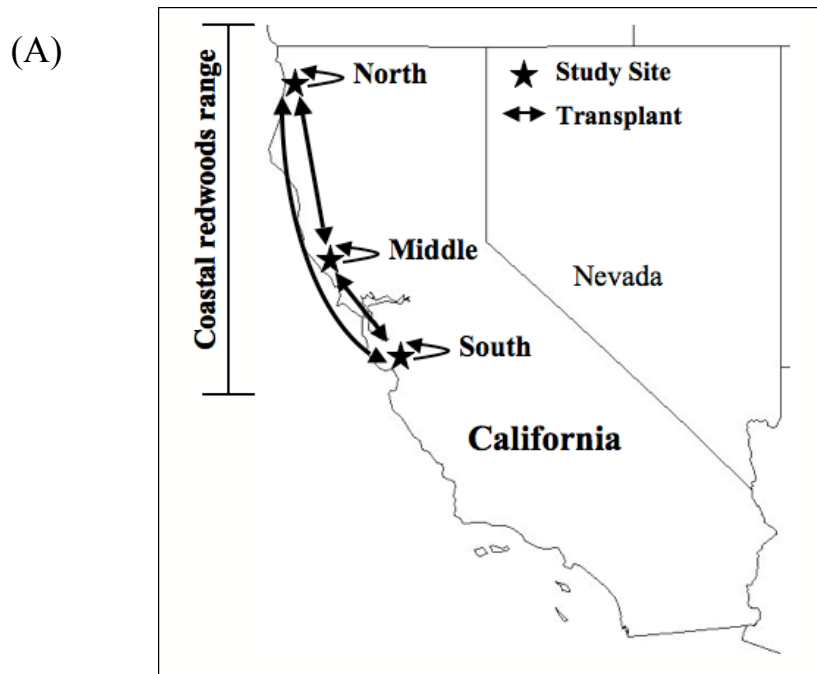 (A)
Coastal redwoods range
North
Study Site
Transplant
Middle
Nevada
South
California